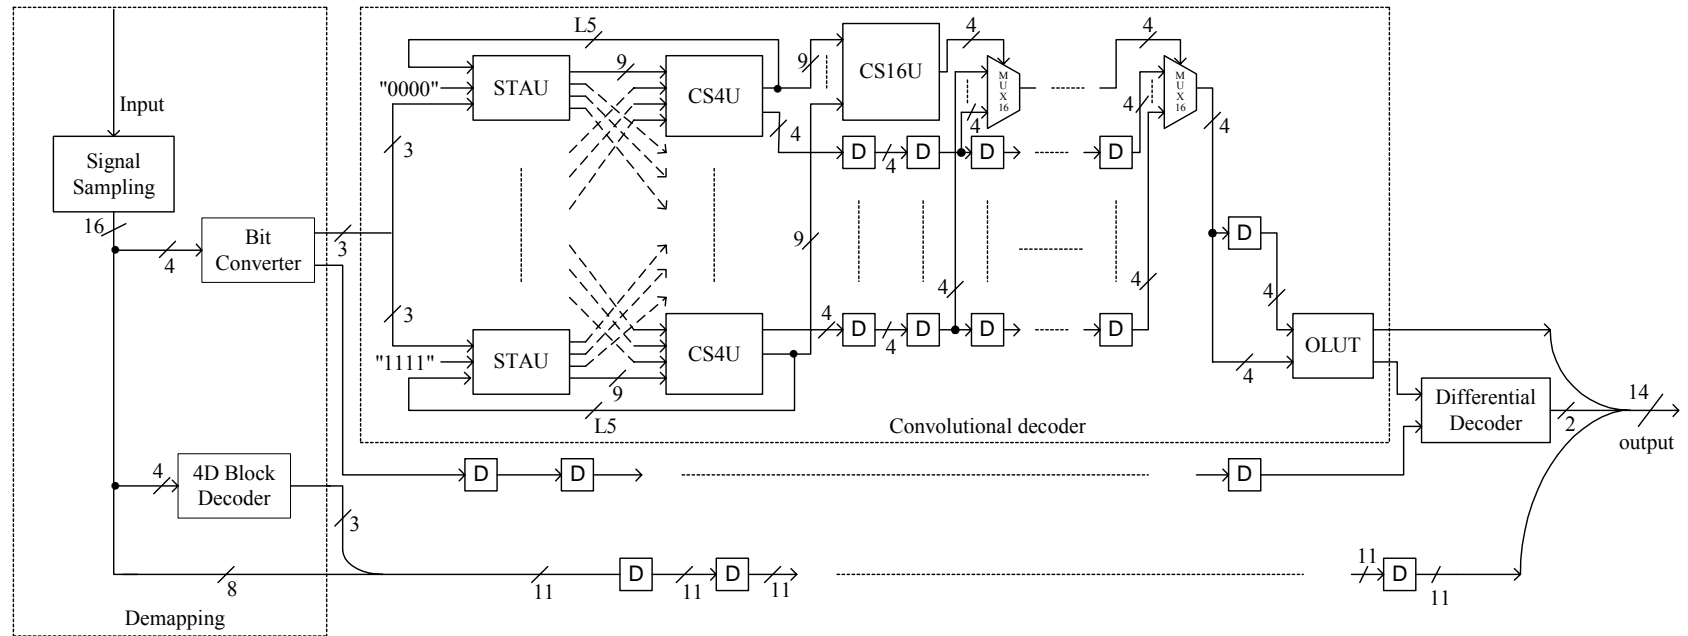 L5
4
4
9
9
CS16U
STAU
CS4U
"0000"
M
U
X
16
M
U
X
16
Input
4
4
4
4
3
D
4
D
D
D
Signal
Sampling
16
4
Bit
Converter
3
9
D
4
4
4
3
4
D
4
D
D
D
STAU
CS4U
OLUT
"1111"
9
4
L5
Convolutional decoder
Differential
Decoder
2
14
output
4
4D Block
Decoder
D
D
D
3
8
11
D
11
D
11
11
D
11
Demapping